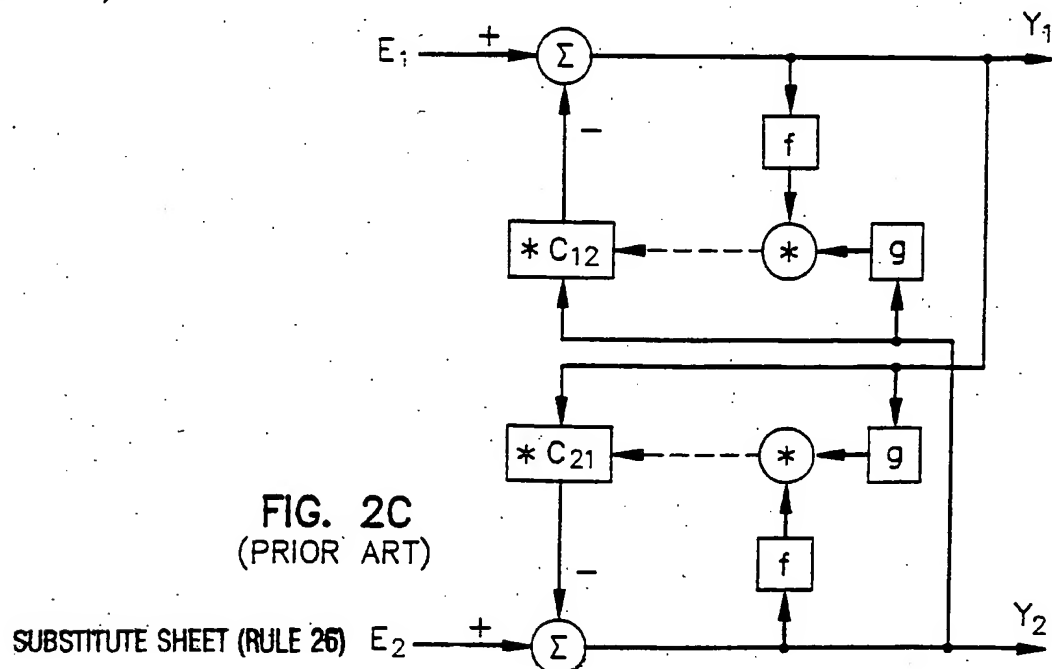 E₁ + Σ Y₁
−
f
* C₁₂ * g
* C₂₁ * g
FIG. 2C
(PRIOR ART)
f
−
SUBSTITUTE SHEET (RULE 26) E₂ + Σ Y₂